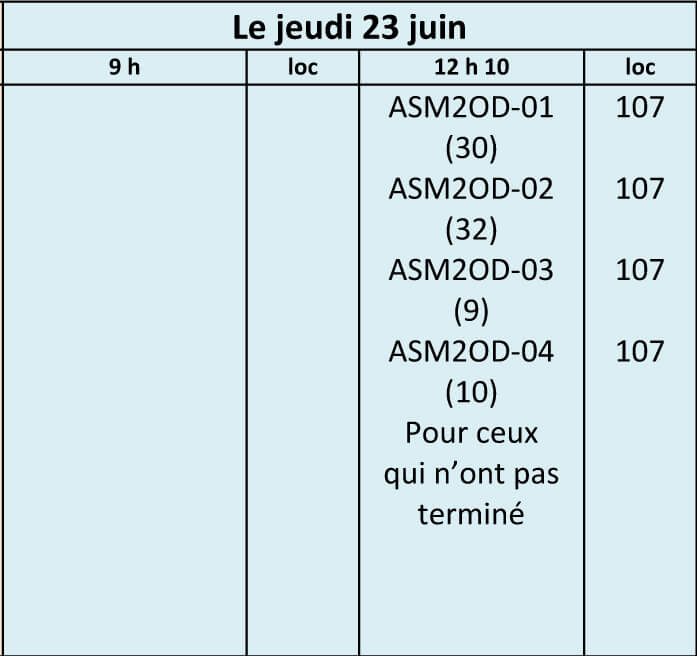 Le jeudi 23 juin
9 h loc 12 h 10 loc
ASM2OD-01 107
(30)
ASM2OD-02 107
(32)
ASM2OD-03 107
(9)
ASM2OD-04 107
(10)
Pour ceux
qui n’ont pas
terminé